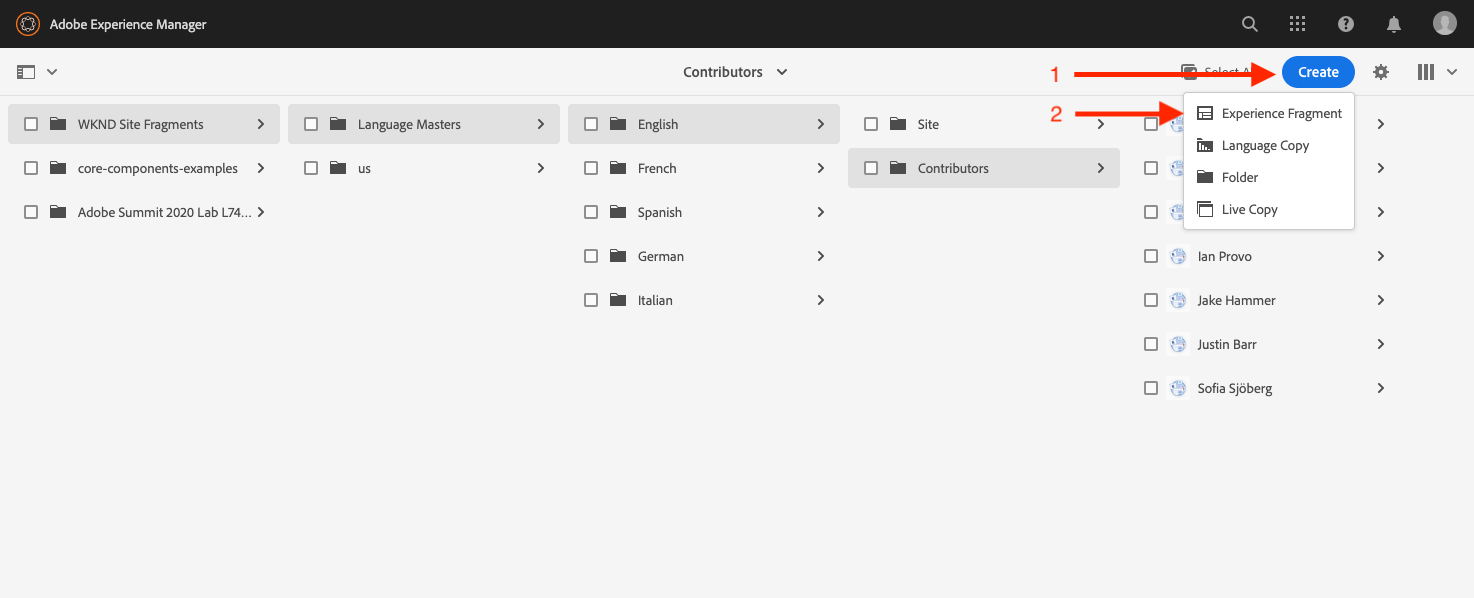 Adobe Experience Manager
Contributors
1
Create
2
Experience Fragment
Language Copy
Folder
Live Copy
WKND Site Fragments
core-components-examples
Adobe Summit 2020 Lab L74...
Language Masters
us
English
French
Spanish
German
Italian
Site
Contributors
Ian Provo
Jake Hammer
Justin Barr
Sofia Sjöberg